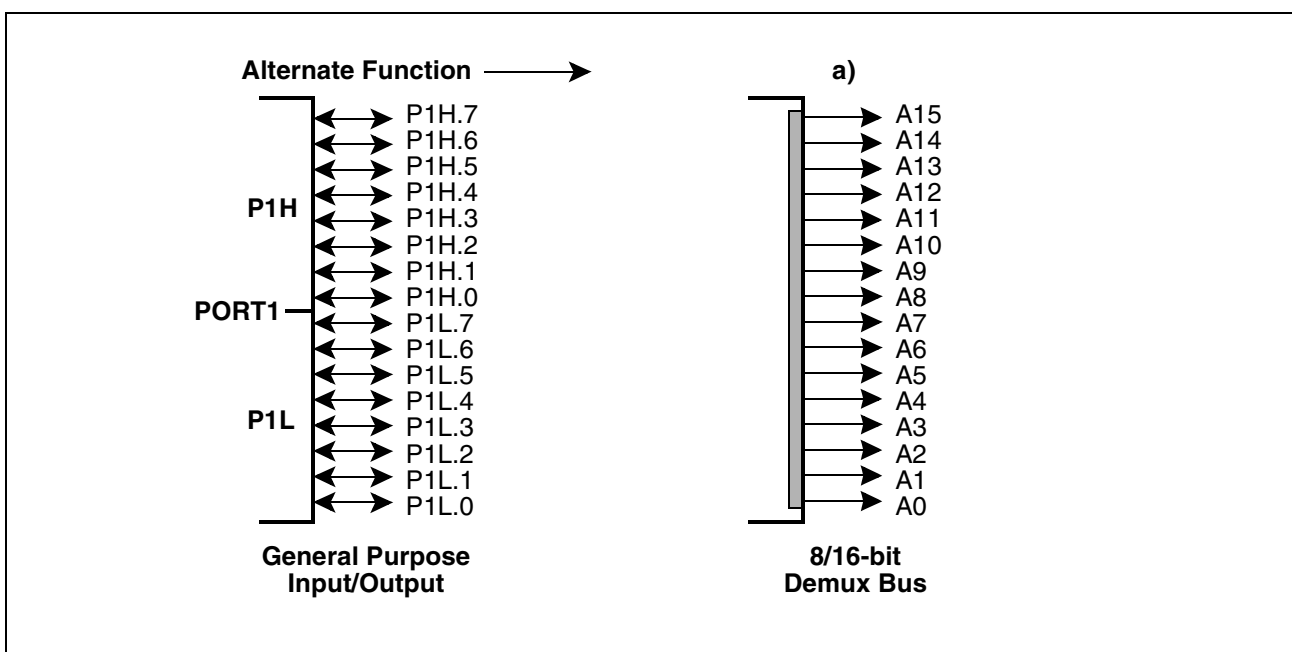 Alternate Function
a)
P1H.7
P1H.6
P1H.5
P1H.4
P1H.3
P1H.2
P1H.1
P1H.0
P1L.7
P1L.6
P1L.5
P1L.4
P1L.3
P1L.2
P1L.1
P1L.0
P1H
PORT1
P1L
General Purpose
Input/Output
A15
A14
A13
A12
A11
A10
A9
A8
A7
A6
A5
A4
A3
A2
A1
A0
8/16-bit
Demux Bus